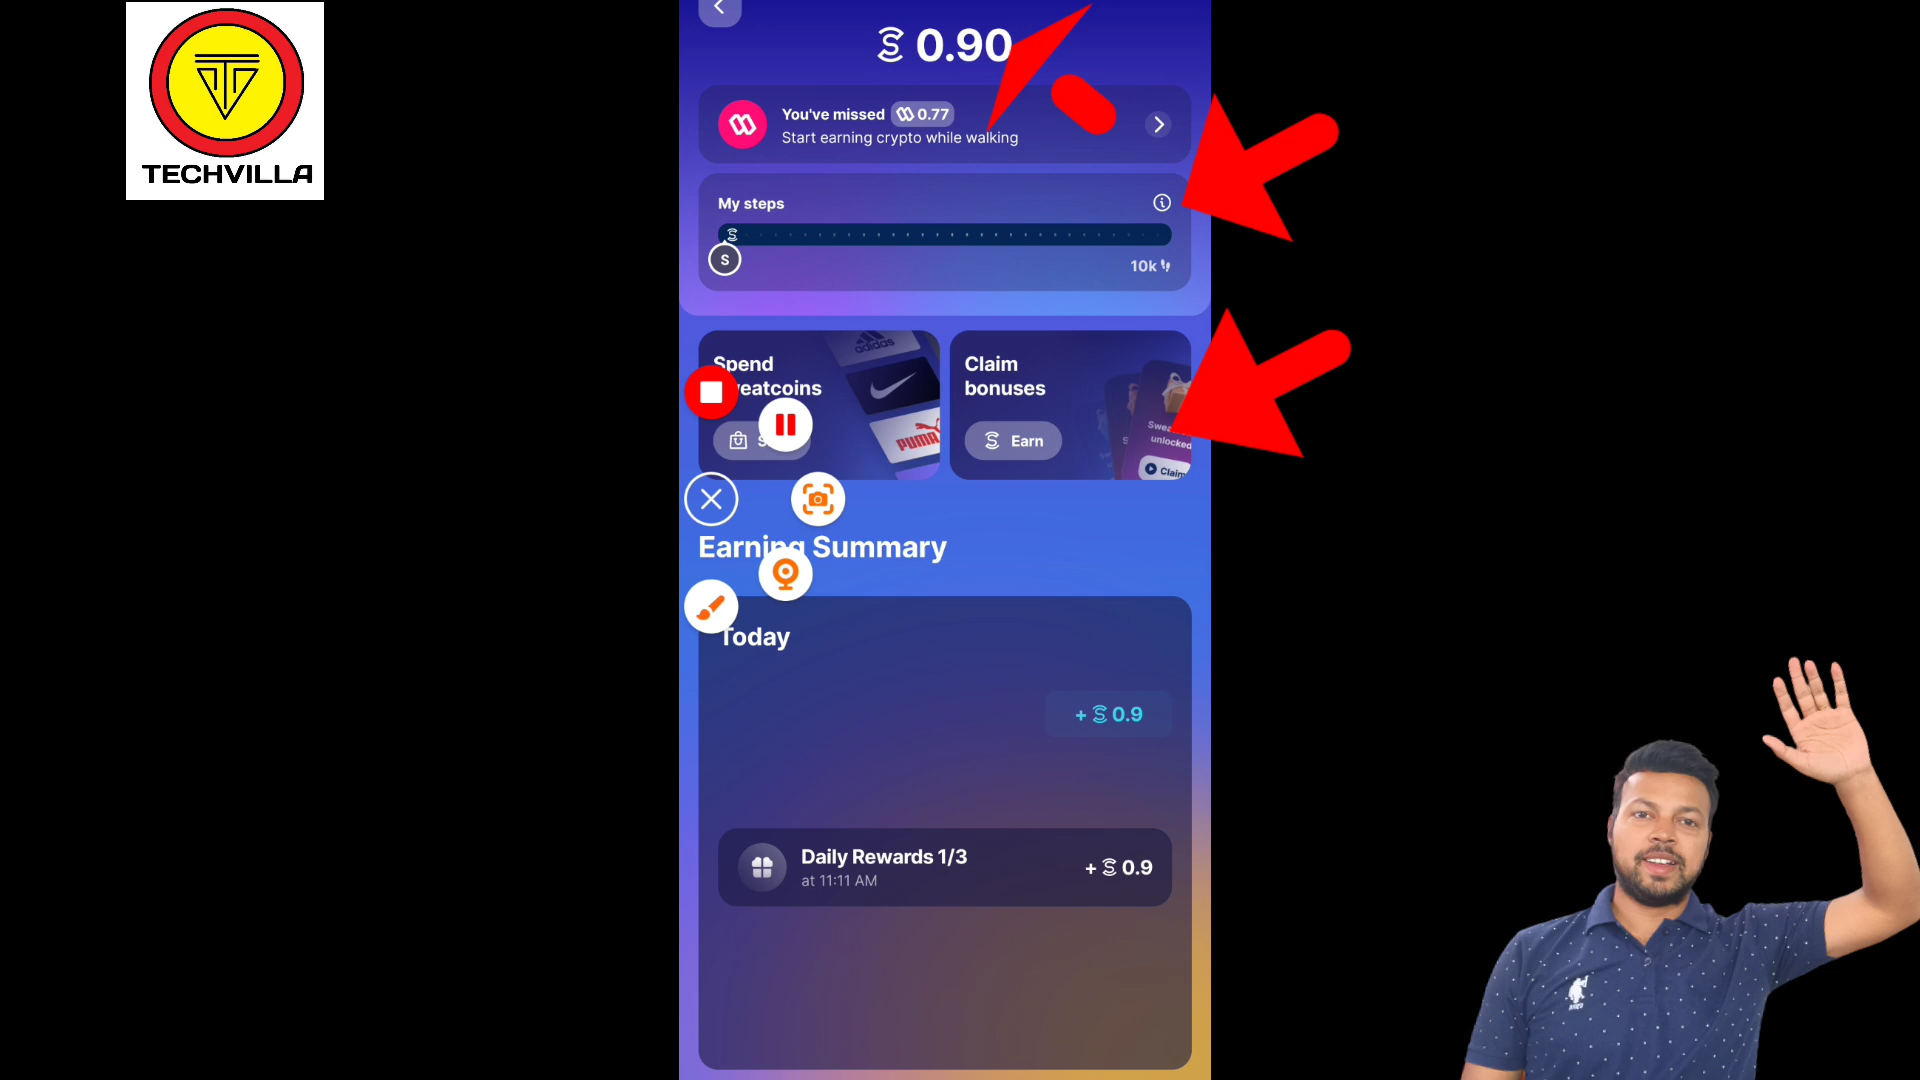 TECHVILLA
0.90
You've missed 0.77
Start earning crypto while walking
My steps
S
10k
Spend
Claim
bonuses
Earn
unlocked
Claim
adidas
PUMA
Earning Summary
Today
+ 0.9
Daily Rewards 1/3
+ 0.9
at 11:11 AM